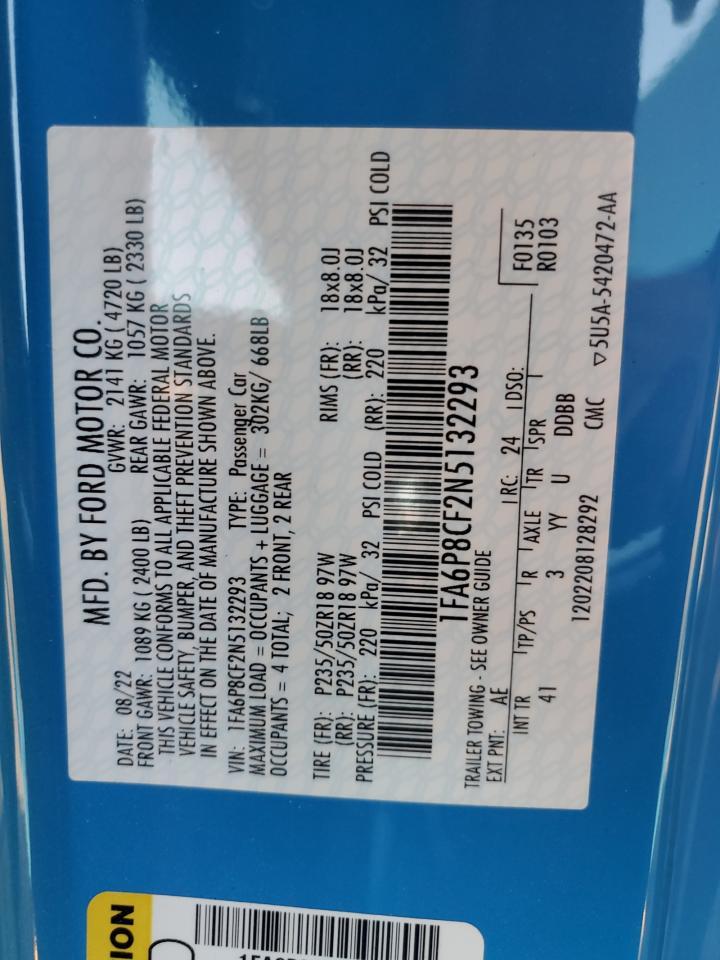 MFD. BY FORD MOTOR CO.
DATE: 08/22 GVWR: 2141 KG ( 4720 LB)
FRONT GAWR: 1089 KG ( 2400 LB) REAR GAWR: 1057 KG ( 2330 LB)
THIS VEHICLE CONFORMS TO ALL APPLICABLE FEDERAL MOTOR
VEHICLE SAFETY, BUMPER, AND THEFT PREVENTION STANDARDS
IN EFFECT ON THE DATE OF MANUFACTURE SHOWN ABOVE.
VIN: 1FA6P8CF2N5132293 TYPE: Passenger Car
MAXIMUM LOAD = OCCUPANTS + LUGGAGE = 302KG/ 668LB
OCCUPANTS = 4 TOTAL; 2 FRONT, 2 REAR
TIRE (FR): P235/50ZR18 97W RIMS (FR): 18x8.0J
(RR): P235/50ZR18 97W (RR): 18x8.0J
PRESSURE (FR): 220 kPa/ 32 PSI COLD (RR): 220 kPa/ 32 PSI COLD
1FA6P8CF2N5132293
TRAILER TOWING - SEE OWNER GUIDE
EXT PNT: AE RC: 24 DSO: F0135
R0103
INT TR TP/PS R AXLE TR SPR
41 3 YY U DDBB
1202208128292 CMC ▽5U5A-5420472-AA
ION